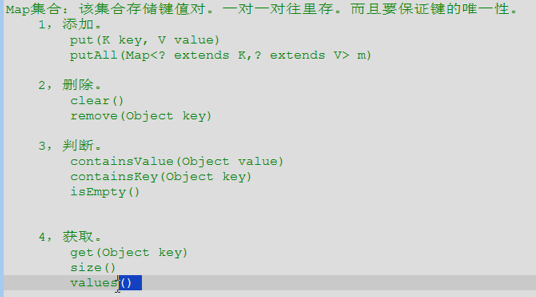 Map集合：该集合存储键值对。一对一对往里存。而且要保证键的唯一性。
1，添加。
put(K key, V value)
putAll(Map<? extends K,? extends V> m)
2，删除。
clear()
remove(Object key)
3，判断。
containsValue(Object value)
containsKey(Object key)
isEmpty()
4，获取。
get(Object key)
size()
values()